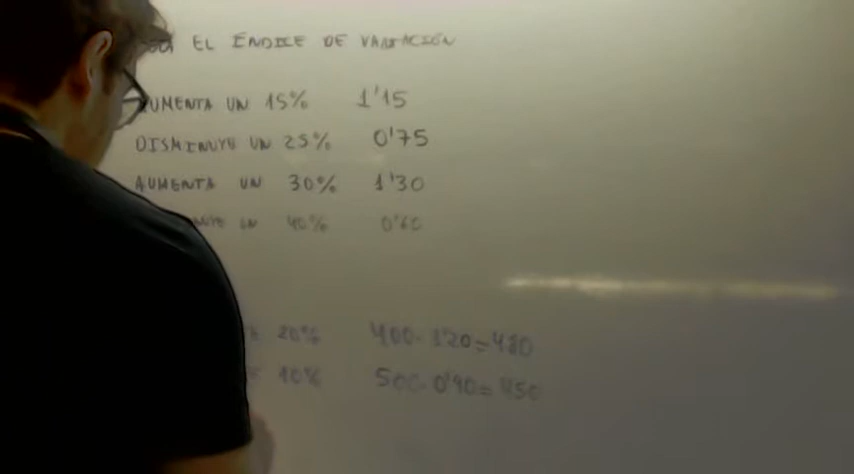 EL ÍNDICE DE VARIACIÓN
AUMENTA UN 15% 1'15
DISMINUYE UN 25% 0'75
AUMENTA UN 30% 1'30
UN 40% 0'60
20% 400·1'20=480
10% 500·0'90=450